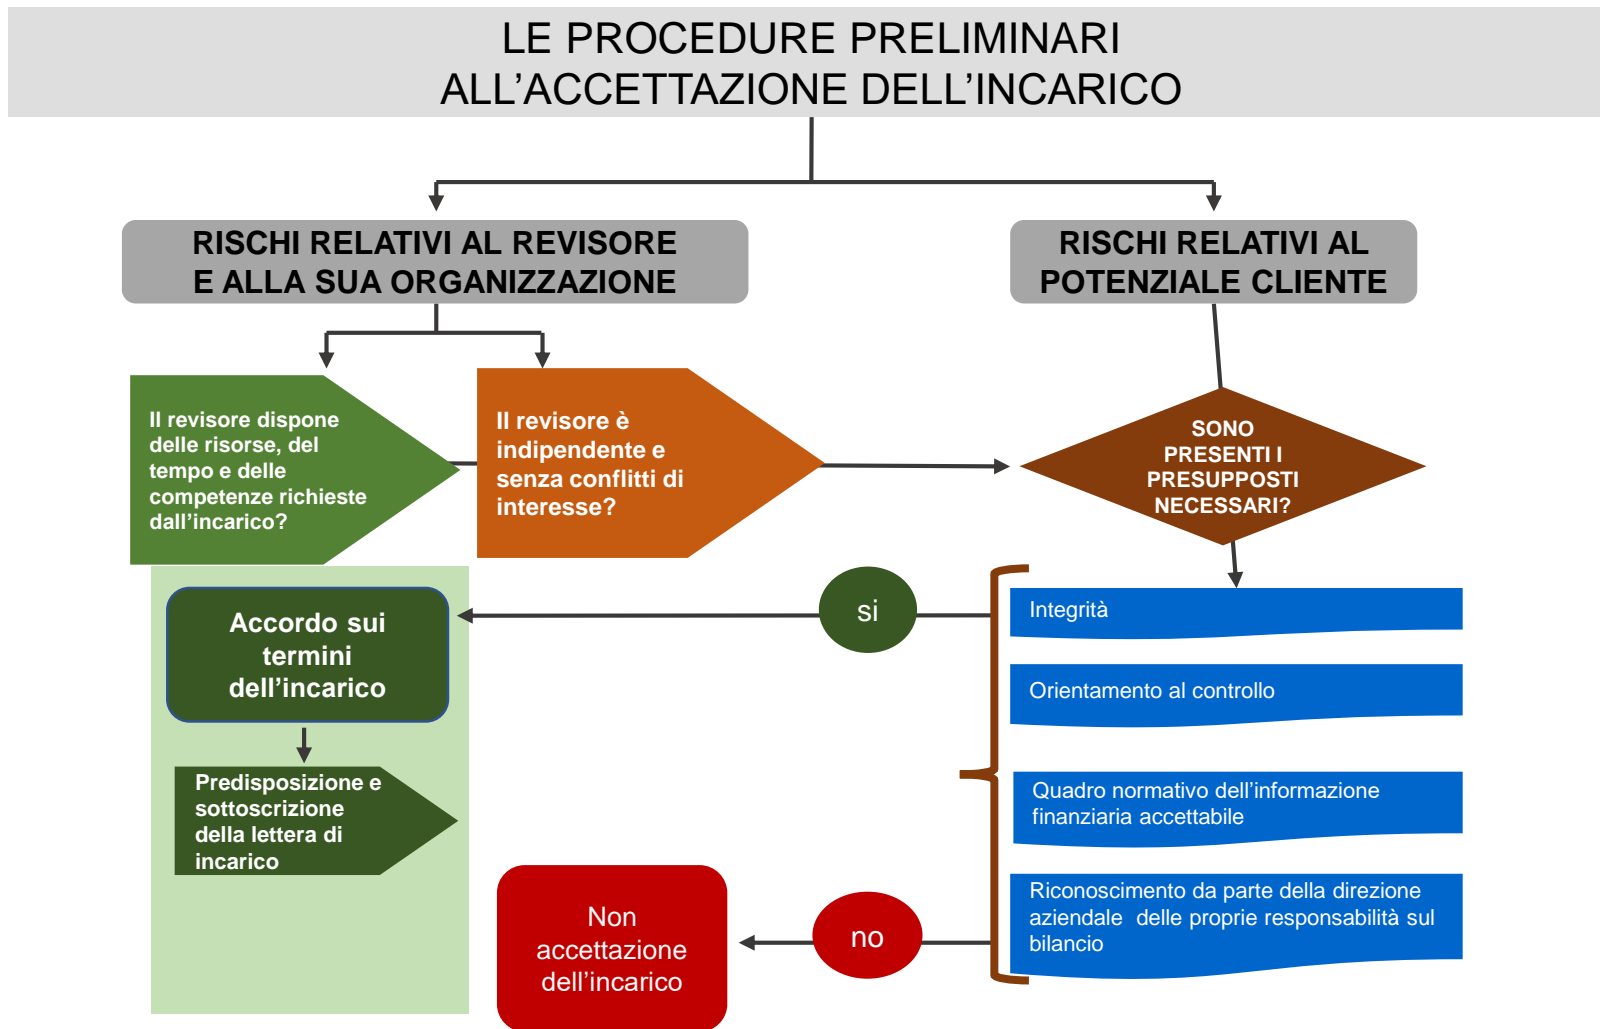 LE PROCEDURE PRELIMINARI
ALL’ACCETTAZIONE DELL’INCARICO
RISCHI RELATIVI AL REVISORE
E ALLA SUA ORGANIZZAZIONE
RISCHI RELATIVI AL
POTENZIALE CLIENTE
Il revisore dispone
delle risorse, del
tempo e delle
competenze richieste
dall’incarico?
Il revisore è
indipendente e
senza conflitti di
interesse?
SONO
PRESENTI I
PRESUPPOSTI
NECESSARI?
Accordo sui
termini
dell’incarico
si
Integrità
Orientamento al controllo
Predisposizione e
sottoscrizione
della lettera di
incarico
Quadro normativo dell’informazione
finanziaria accettabile
Non
accettazione
dell’incarico
no
Riconoscimento da parte della direzione
aziendale delle proprie responsabilità sul
bilancio